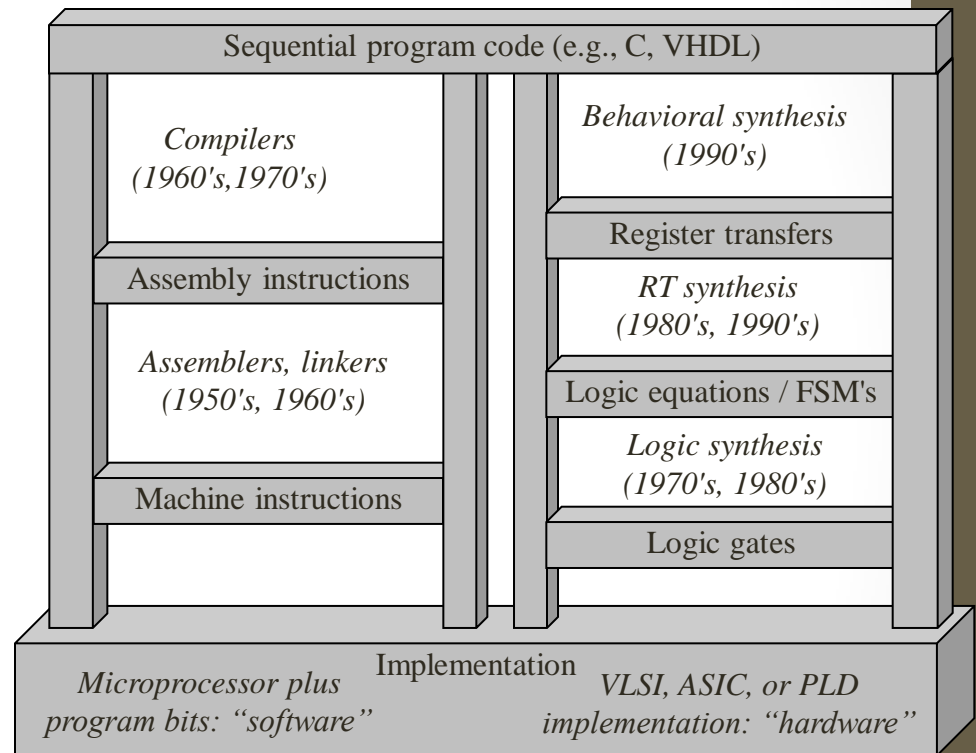 Sequential program code (e.g., C, VHDL)
Compilers
(1960's,1970's)
Assembly instructions
Assemblers, linkers
(1950's, 1960's)
Machine instructions
Behavioral synthesis
(1990's)
Register transfers
RT synthesis
(1980's, 1990's)
Logic equations / FSM's
Logic synthesis
(1970's, 1980's)
Logic gates
Implementation
Microprocessor plus
program bits: “software”
VLSI, ASIC, or PLD
implementation: “hardware”